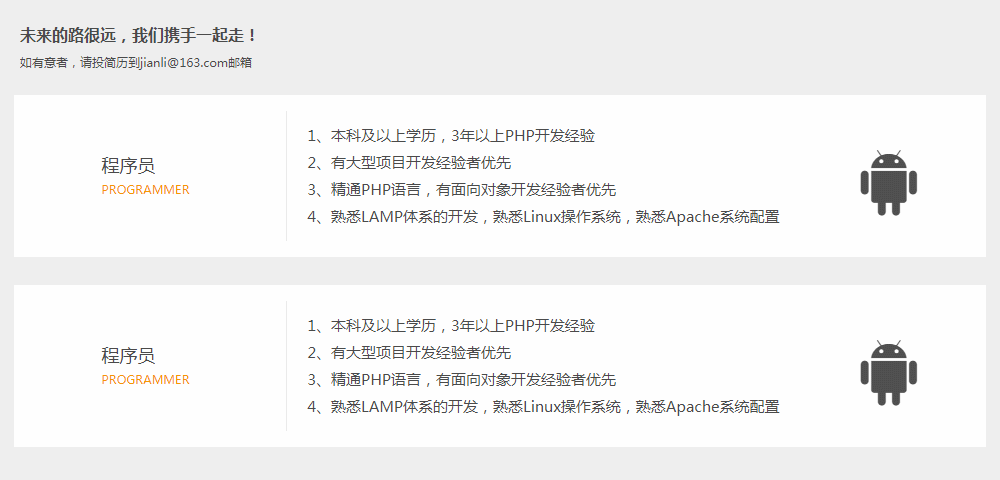 未来的路很远，我们携手一起走！
如有意者，请投简历到jianli@163.com邮箱
程序员
PROGRAMMER
1、本科及以上学历，3年以上PHP开发经验
2、有大型项目开发经验者优先
3、精通PHP语言，有面向对象开发经验者优先
4、熟悉LAMP体系的开发，熟悉Linux操作系统，熟悉Apache系统配置
程序员
PROGRAMMER
1、本科及以上学历，3年以上PHP开发经验
2、有大型项目开发经验者优先
3、精通PHP语言，有面向对象开发经验者优先
4、熟悉LAMP体系的开发，熟悉Linux操作系统，熟悉Apache系统配置